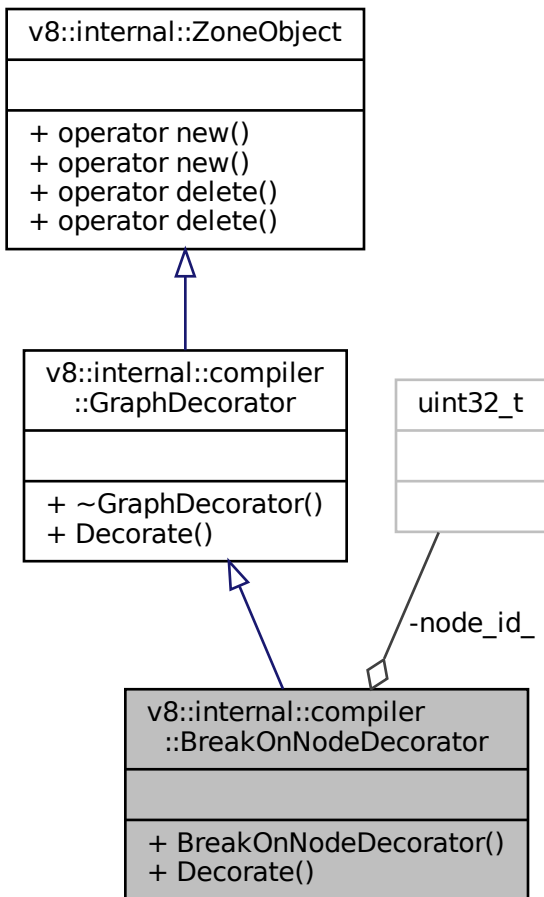 v8::internal::ZoneObject
+ operator new()
+ operator new()
+ operator delete()
+ operator delete()
v8::internal::compiler
::GraphDecorator
+ ~GraphDecorator()
+ Decorate()
uint32_t
-node_id_
v8::internal::compiler
::BreakOnNodeDecorator
+ BreakOnNodeDecorator()
+ Decorate()